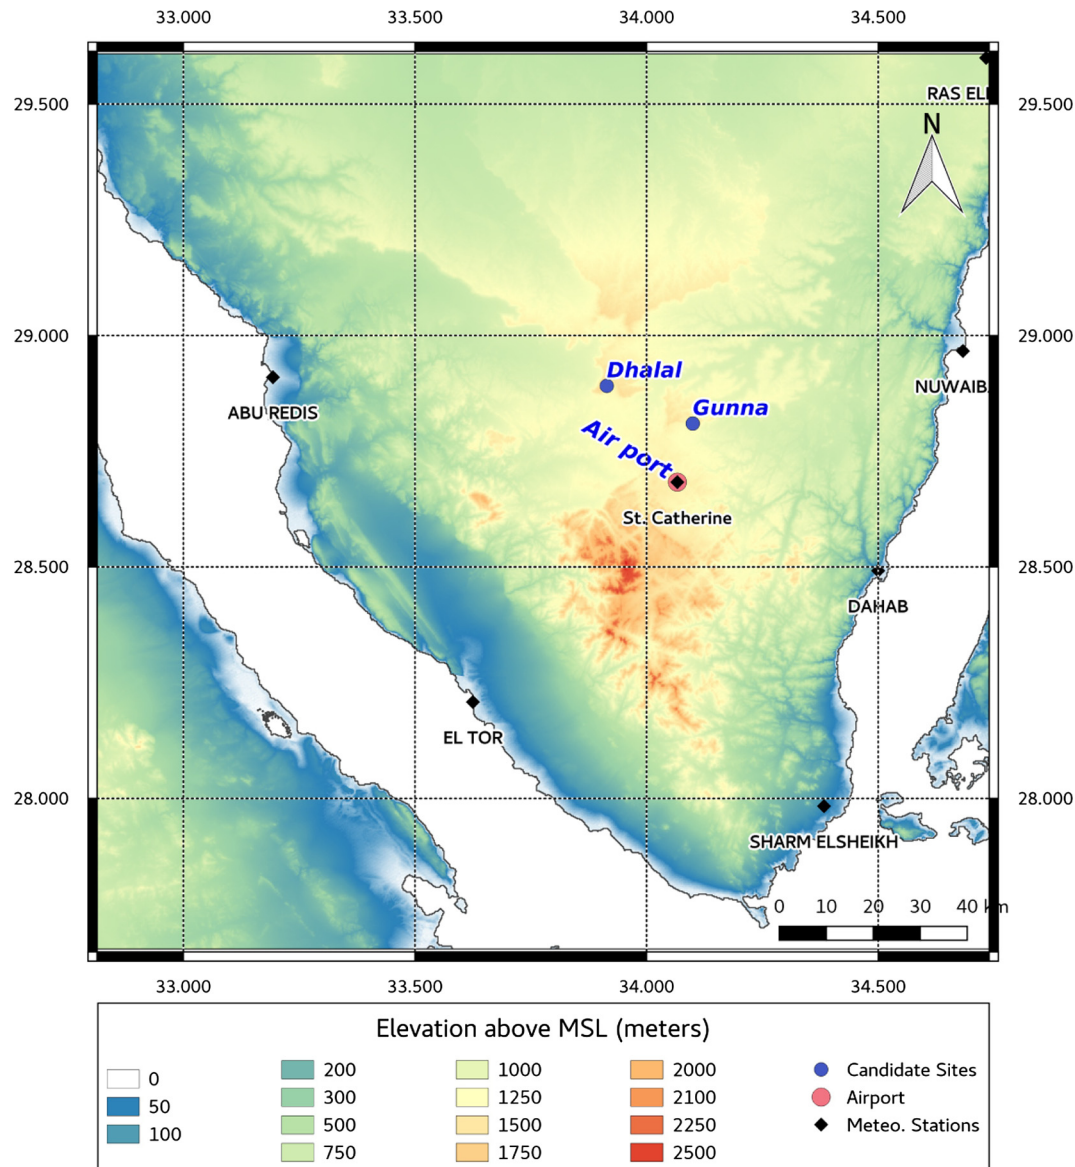 33.000 33.500 34.000 34.500
29.500 29.500
RAS EL
N
29.000 29.000
Dhalal
NUWAIB
Gunna
ABU REDIS
Air port
St. Catherine
28.500 28.500
DAHAB
EL TOR
28.000 28.000
SHARM ELSHEIKH
0 10 20 30 40 km
33.000 33.500 34.000 34.500
Elevation above MSL (meters)
0
50
100
200
300
500
750
1000
1250
1500
1750
2000
2100
2250
2500
Candidate Sites
Airport
Meteo. Stations